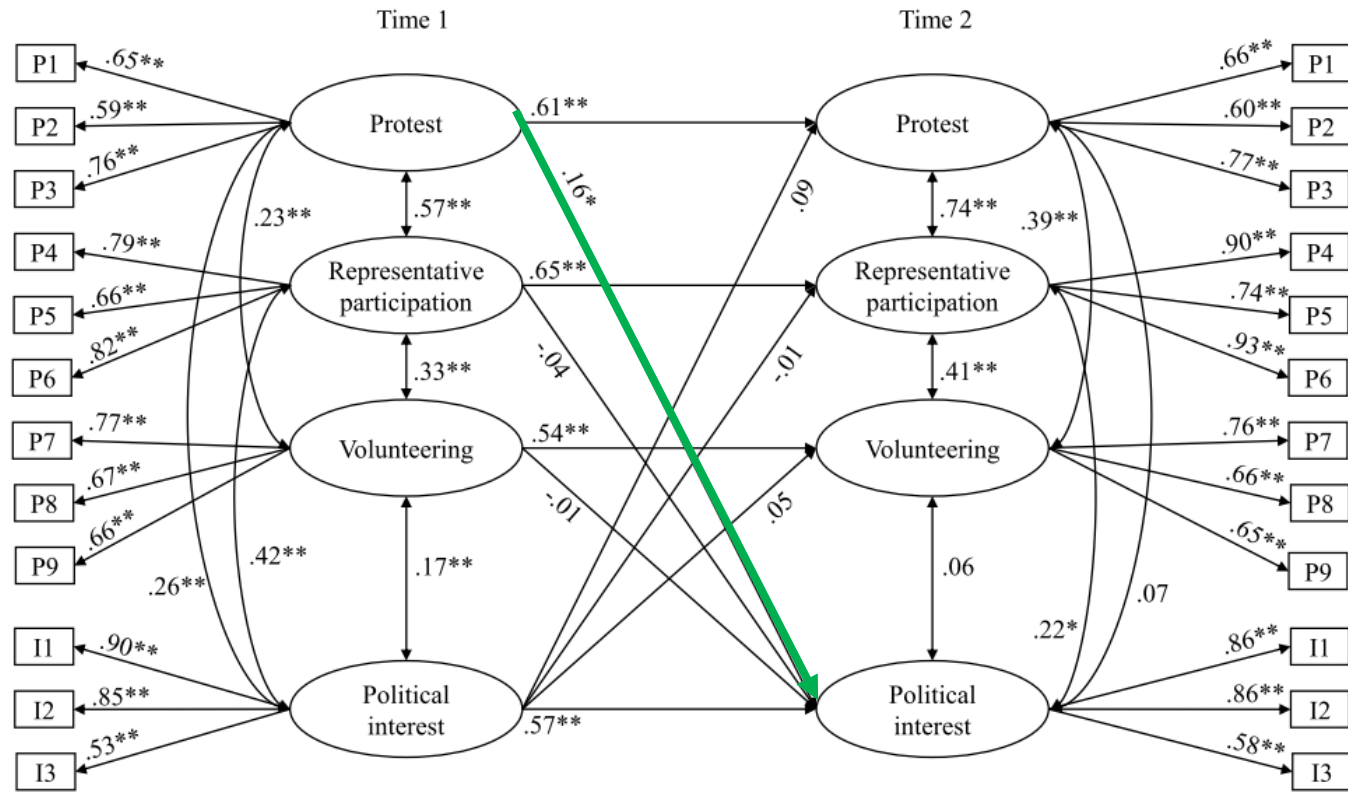 Time 1
Time 2
P1
.65**
P2
.59**
P3
.76**
Protest
.61**
.16*
.09
Protest
.66**
P1
.60**
P2
.77**
P3
.23**
.57**
.74**
.39**
P4
.79**
P5
.66**
P6
.82**
Representative
participation
.65**
-.04
-.01
Representative
participation
.90**
P4
.74**
P5
.93**
P6
.33**
.41**
P7
.77**
P8
.67**
P9
.66**
Volunteering
.54**
-.01
.05
Volunteering
.76**
P7
.66**
P8
.65**
P9
.26**
.42**
.17**
.06
.22*
.07
I1
.90**
I2
.85**
I3
.53**
Political
interest
.57**
Political
interest
.86**
I1
.86**
I2
.58**
I3